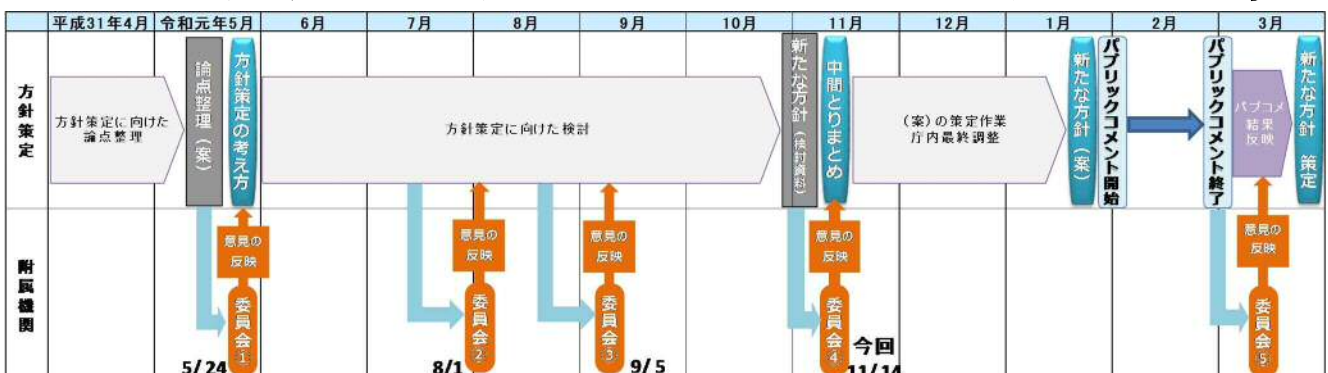 平成31年4月 令和元年5月 6月 7月 8月 9月 10月 11月 12月 1月 2月 3月
方針策定
方針策定に向けた
論点整理
論点整理（案）
方針策定の考え方
方針策定に向けた検討
新たな方針（検討資料）
中間とりまとめ
（案）の策定作業
庁内最終調整
新たな方針（案）
パブリックコメント開始
パブリックコメント終了
パブコメ
結果
反映
新たな方針 策定
附属機関
意見の
反映
意見の
反映
意見の
反映
意見の
反映
意見の
反映
委員会①
委員会②
委員会③
委員会④
委員会⑤
5/24
8/1
9/5
今回
11/14